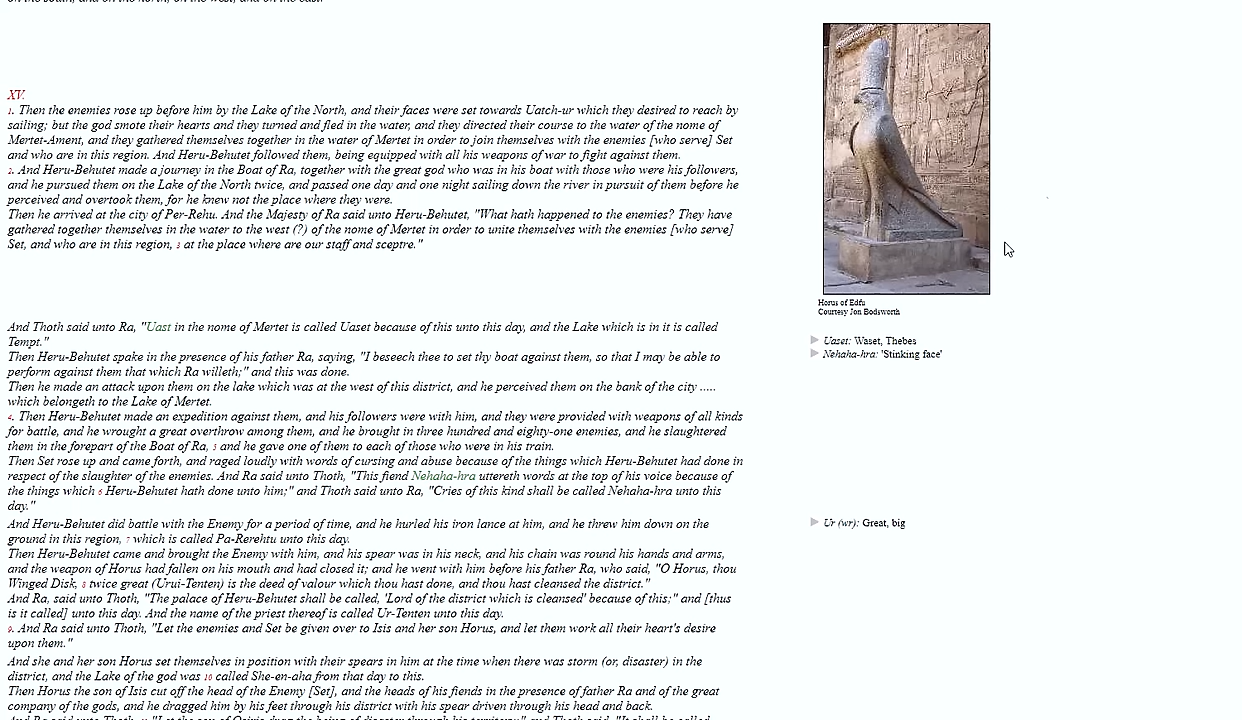 on the south, and on the north, on the west, and on the east.
XV.
1. Then the enemies rose up before him by the Lake of the North, and their faces were set towards Uatch-ur which they desired to reach by
sailing; but the god smote their hearts and they turned and fled in the water, and they directed their course to the water of the nome of
Mertet-Ament, and they gathered themselves together in the water of Mertet in order to join themselves with the enemies [who serve] Set
and who are in this region. And Heru-Behutet followed them, being equipped with all his weapons of war to fight against them.
2. And Heru-Behutet made a journey in the Boat of Ra, together with the great god who was in his boat with those who were his followers,
and he pursued them on the Lake of the North twice, and passed one day and one night sailing down the river in pursuit of them before he
perceived and overtook them, for he knew not the place where they were.
Then he arrived at the city of Per-Rehu. And the Majesty of Ra said unto Heru-Behutet, "What hath happened to the enemies? They have
gathered together themselves in the water to the west (?) of the nome of Mertet in order to unite themselves with the enemies [who serve]
Set, and who are in this region, 3 at the place where are our staff and sceptre."
Horus of Edfu
Courtesy Jon Bodsworth
And Thoth said unto Ra, "Uast in the nome of Mertet is called Uaset because of this unto this day, and the Lake which is in it is called
Tempt."
Uaset: Waset, Thebes
Nehaha-hra: 'Stinking face'
Then Heru-Behutet spake in the presence of his father Ra, saying, "I beseech thee to set thy boat against them, so that I may be able to
perform against them that which Ra willeth;" and this was done.
Then he made an attack upon them on the lake which was at the west of this district, and he perceived them on the bank of the city .....
which belongeth to the Lake of Mertet.
4. Then Heru-Behutet made an expedition against them, and his followers were with him, and they were provided with weapons of all kinds
for battle, and he wrought a great overthrow among them, and he brought in three hundred and eighty-one enemies, and he slaughtered
them in the forepart of the Boat of Ra, 5 and he gave one of them to each of those who were in his train.
Then Set rose up and came forth, and raged loudly with words of cursing and abuse because of the things which Heru-Behutet had done in
respect of the slaughter of the enemies. And Ra said unto Thoth, "This fiend Nehaha-hra uttereth words at the top of his voice because of
the things which 6 Heru-Behutet hath done unto him;" and Thoth said unto Ra, "Cries of this kind shall be called Nehaha-hra unto this
day."
And Heru-Behutet did battle with the Enemy for a period of time, and he hurled his iron lance at him, and he threw him down on the
ground in this region, 7 which is called Pa-Rerehtu unto this day.
Ur (wr): Great, big
Then Heru-Behutet came and brought the Enemy with him, and his spear was in his neck, and his chain was round his hands and arms,
and the weapon of Horus had fallen on his mouth and had closed it; and he went with him before his father Ra, who said, "O Horus, thou
Winged Disk, 8 twice great (Urui-Tenten) is the deed of valour which thou hast done, and thou hast cleansed the district."
And Ra, said unto Thoth, "The palace of Heru-Behutet shall be called, 'Lord of the district which is cleansed' because of this;" and [thus
is it called] unto this day. And the name of the priest thereof is called Ur-Tenten unto this day.
9. And Ra said unto Thoth, "Let the enemies and Set be given over to Isis and her son Horus, and let them work all their heart's desire
upon them."
And she and her son Horus set themselves in position with their spears in him at the time when there was storm (or, disaster) in the
district, and the Lake of the god was 10 called She-en-aha from that day to this.
Then Horus the son of Isis cut off the head of the Enemy [Set], and the heads of his fiends in the presence of father Ra and of the great
company of the gods, and he dragged him by his feet through his district with his spear driven through his head and back.
And Ra said unto Thoth, 11 "Let the son of Osiris drag the being of disaster through his territory;" and Thoth said, "It shall be called